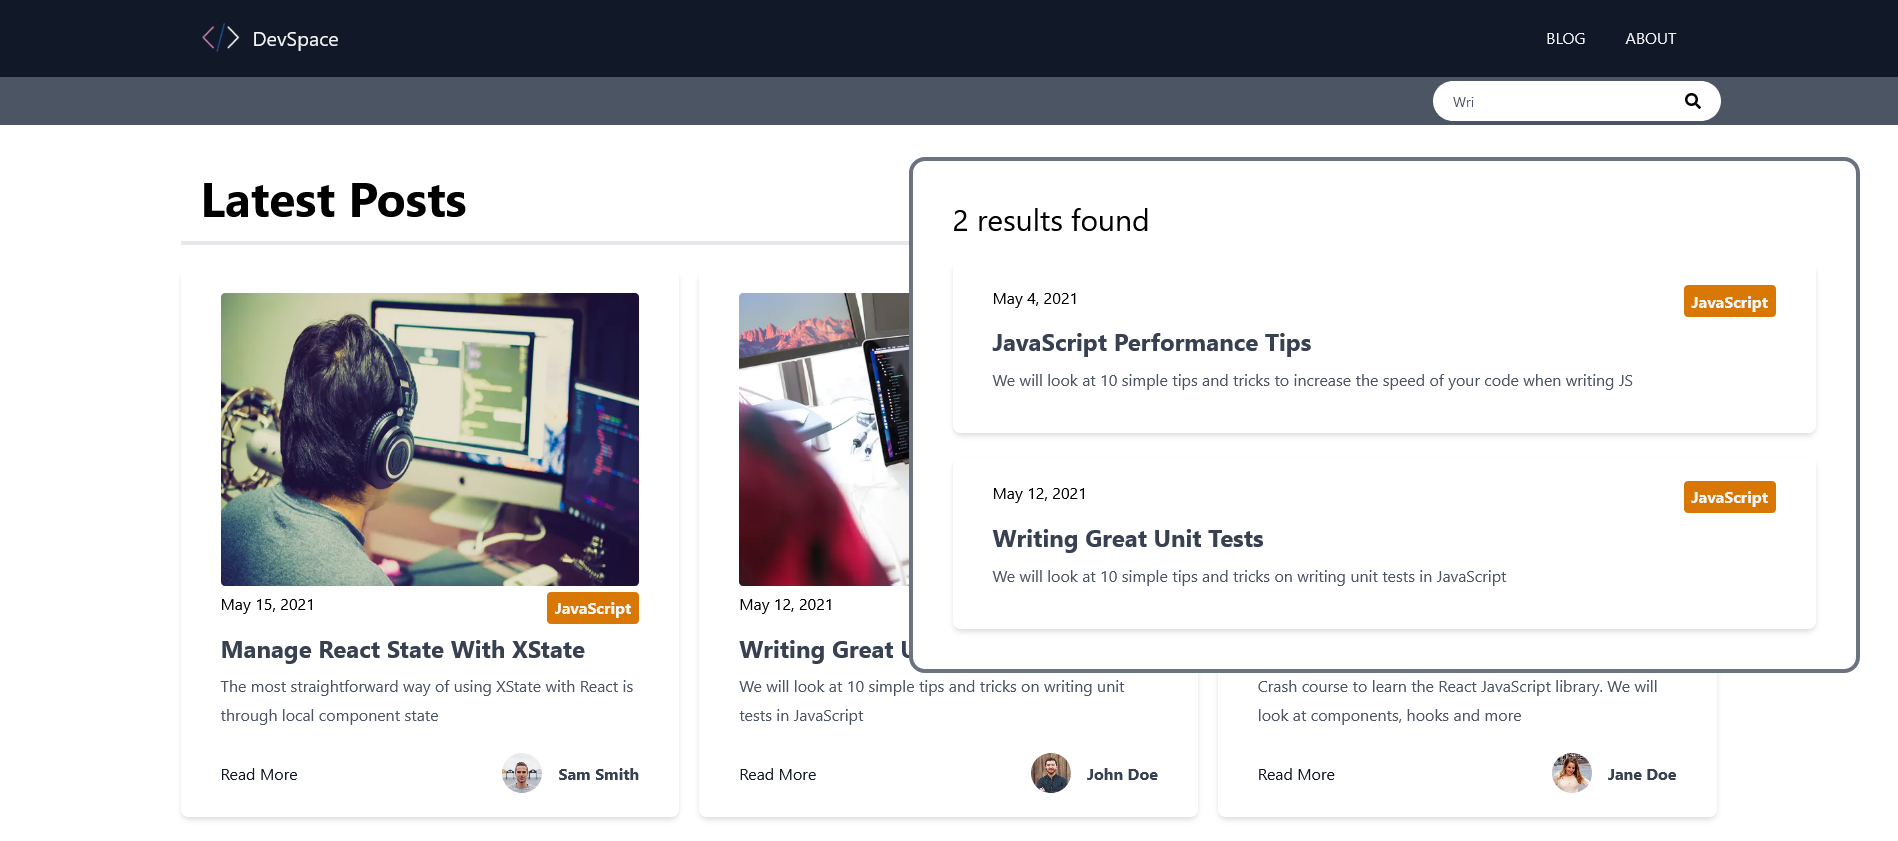 DevSpace
BLOG
ABOUT
Wri
Latest Posts
2 results found
May 4, 2021
JavaScript
JavaScript Performance Tips
We will look at 10 simple tips and tricks to increase the speed of your code when writing JS
May 12, 2021
JavaScript
Writing Great Unit Tests
We will look at 10 simple tips and tricks on writing unit tests in JavaScript
May 15, 2021
JavaScript
Manage React State With XState
The most straightforward way of using XState with React is
through local component state
Read More
Sam Smith
May 12, 2021
Writing Great
We will look at 10 simple tips and tricks on writing unit
tests in JavaScript
Read More
John Doe
Crash course to learn the React JavaScript library. We will
look at components, hooks and more
Read More
Jane Doe